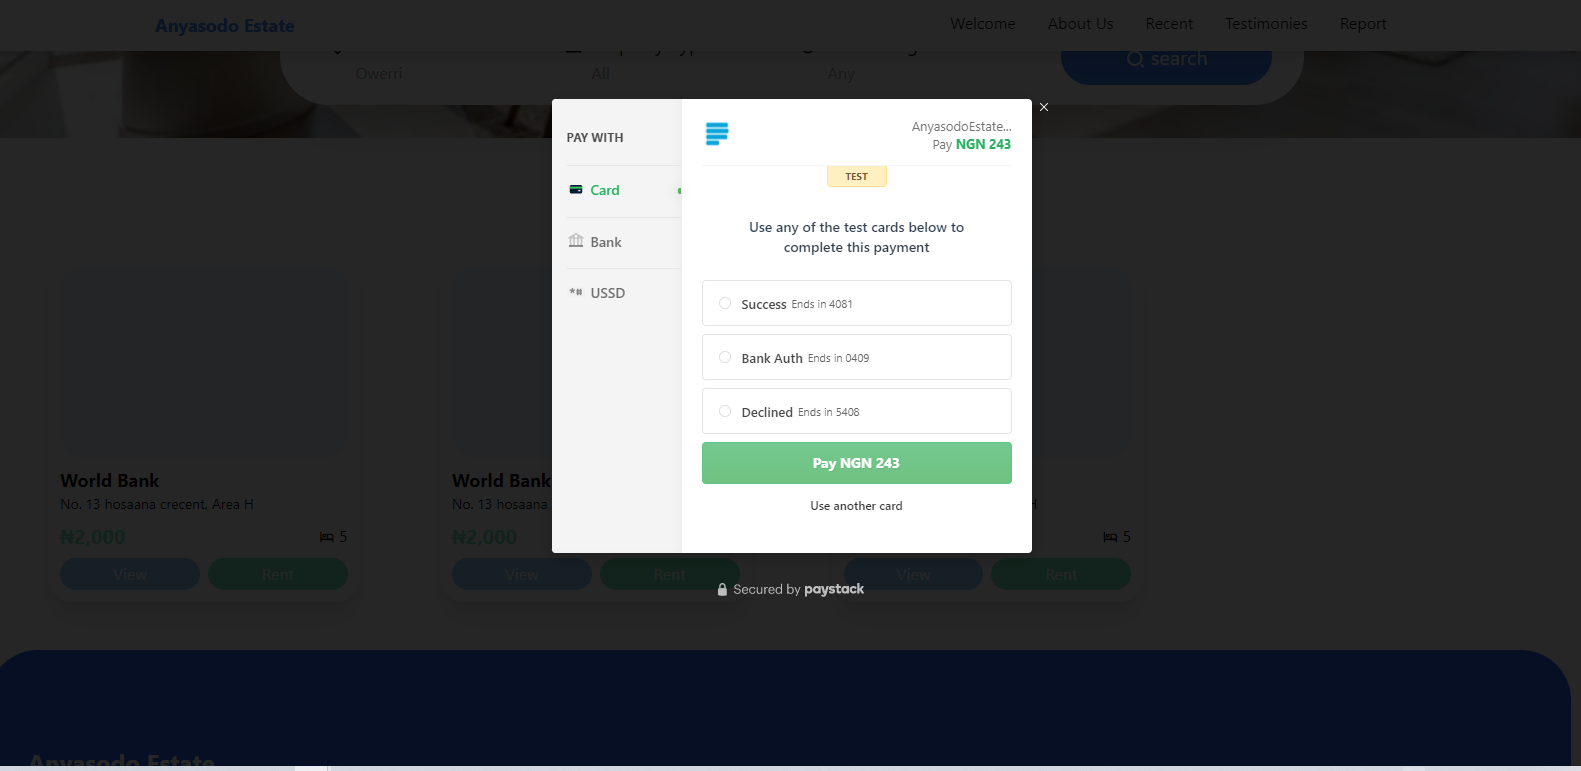 Anyasodo Estate
Welcome
About Us
Recent
Testimonies
Report
Owerri
All
Any
search
PAY WITH
Card
Bank
*# USSD
AnyasodoEstate...
Pay NGN 243
TEST
Use any of the test cards below to
complete this payment
Success Ends in 4081
Bank Auth Ends in 0409
Declined Ends in 5408
Pay NGN 243
Use another card
Secured by paystack
World Bank
No. 13 hosaana crecent, Area H
₦2,000
5
View
Rent
World Bank
No. 13 hosaana
₦2,000
View
Rent
H
5
View
Rent
Anyasodo Estate